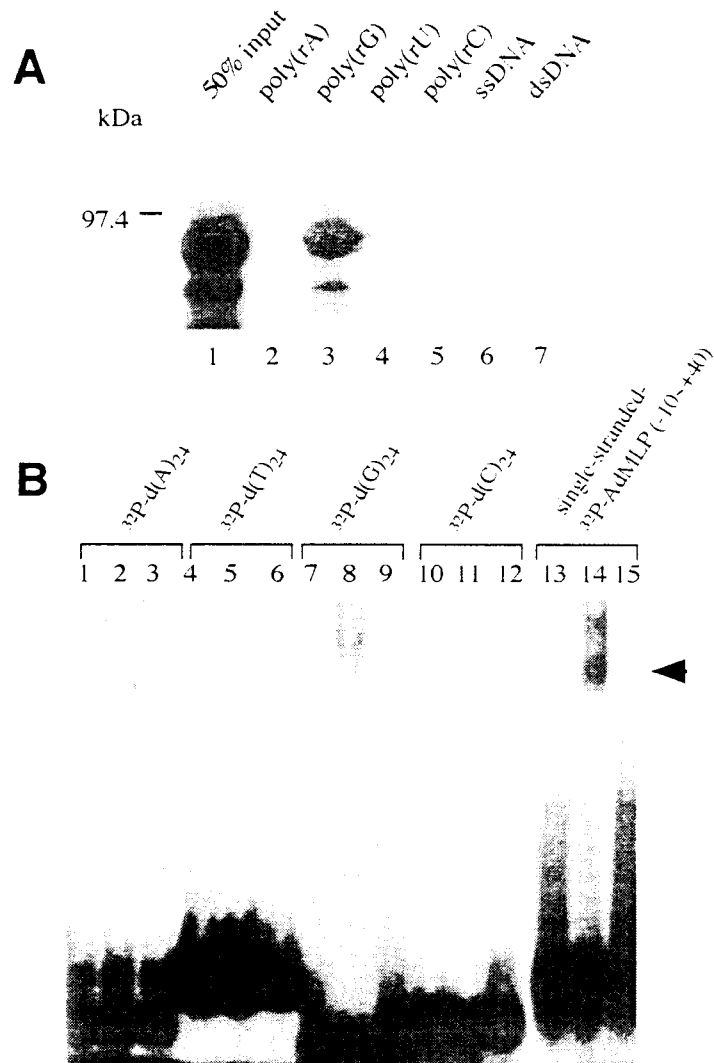 A
50% input
poly(rA)
poly(rG)
poly(rU)
poly(rC)
ssDNA
dsDNA
kDa
97.4
1 2 3 4 5 6 7
B
³²P-d(A)₂₄
³²P-d(T)₂₄
³²P-d(G)₂₄
³²P-d(C)₂₄
single-stranded-
³²P-AdMLP (-10~+40)
1 2 3 4 5 6 7 8 9 10 11 12 13 14 15